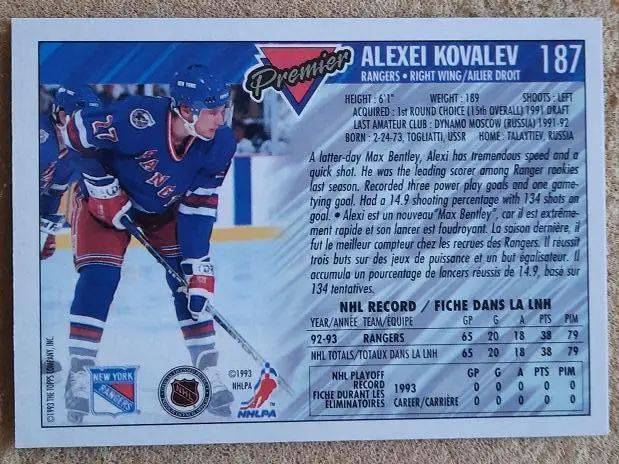 Premier
ALEXEI KOVALEV 187
RANGERS • RIGHT WING/AILIER DROIT
HEIGHT : 6'1" WEIGHT : 189 SHOOTS : LEFT
ACQUIRED : 1st ROUND CHOICE (15th OVERALL) 1991 DRAFT
LAST AMATEUR CLUB : DYNAMO MOSCOW (RUSSIA) 1991-92
BORN : 2-24-73, TOGLIATTI, USSR HOME : TALAYTIEV, RUSSIA
A latter-day Max Bentley, Alexi has tremendous speed and a
quick shot. He was the leading scorer among Ranger rookies
last season. Recorded three power play goals and one game-
tying goal. Had a 14.9 shooting percentage with 134 shots on
goal. • Alexi est un nouveau"Max Bentley", car il est extrême-
ment rapide et son lancer est foudroyant. La saison dernière, il
fut le meilleur compteur chez les recrues des Rangers. Il réussit
trois buts sur des jeux de puissance et un but égalisateur. Il
accumula un pourcentage de lancers réussis de 14.9, basé sur
134 tentatives.
NHL RECORD / FICHE DANS LA LNH
YEAR/ANNÉE TEAM/ÉQUIPE GP G A PTS PIM
92-93 RANGERS 65 20 18 38 79
NHL TOTALS/TOTAUX DANS LA LNH 65 20 18 38 79
NHL PLAYOFF GP G A PTS PIM
RECORD 1993 0 0 0 0 0
FICHE DURANT LES
ÉLIMINATOIRES CAREER/CARRIÈRE 0 0 0 0 0
27
RANGERS
NEW YORK
RANGERS
NHL
©1993
NHLPA
NHLPA
©1993 THE TOPPS COMPANY, INC.